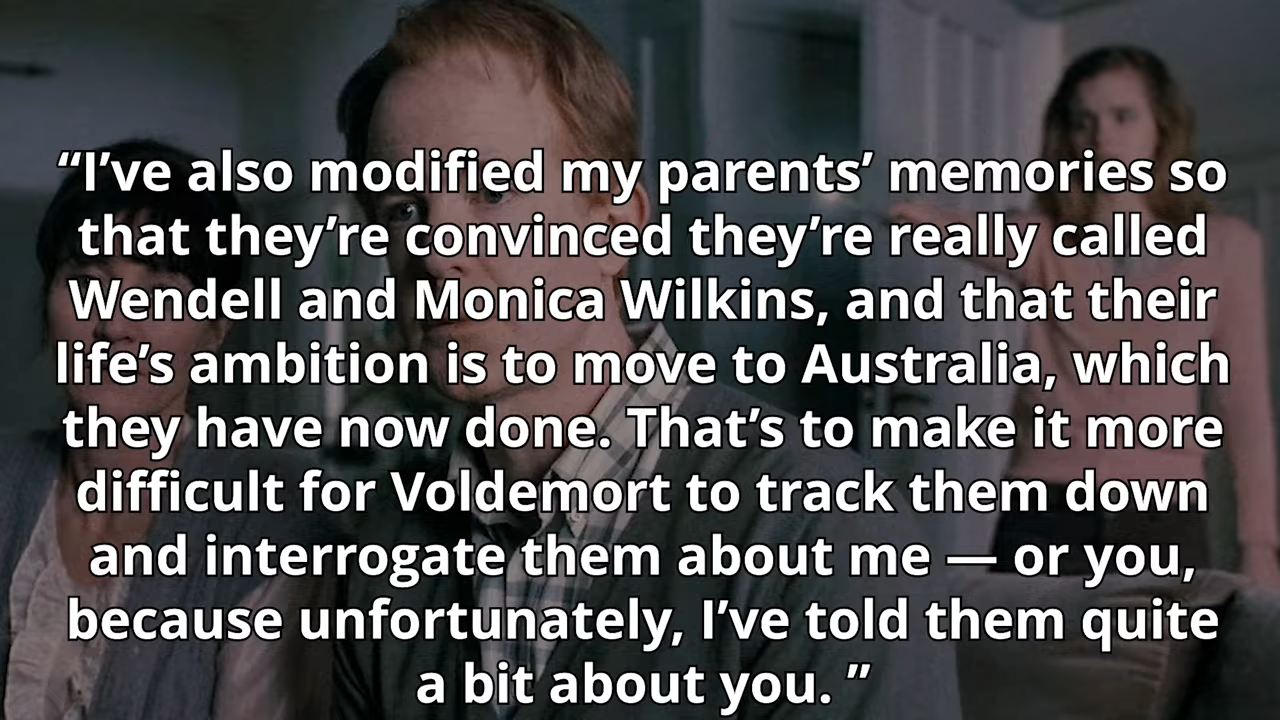 “I’ve also modified my parents’ memories so
that they’re convinced they’re really called
Wendell and Monica Wilkins, and that their
life’s ambition is to move to Australia, which
they have now done. That’s to make it more
difficult for Voldemort to track them down
and interrogate them about me — or you,
because unfortunately, I’ve told them quite
a bit about you. ”